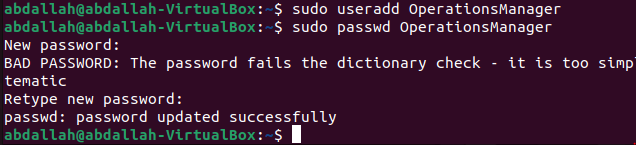 abdallah@abdallah-VirtualBox:~$ sudo useradd OperationsManager
abdallah@abdallah-VirtualBox:~$ sudo passwd OperationsManager
New password:
BAD PASSWORD: The password fails the dictionary check - it is too simpl
tematic
Retype new password:
passwd: password updated successfully
abdallah@abdallah-VirtualBox:~$